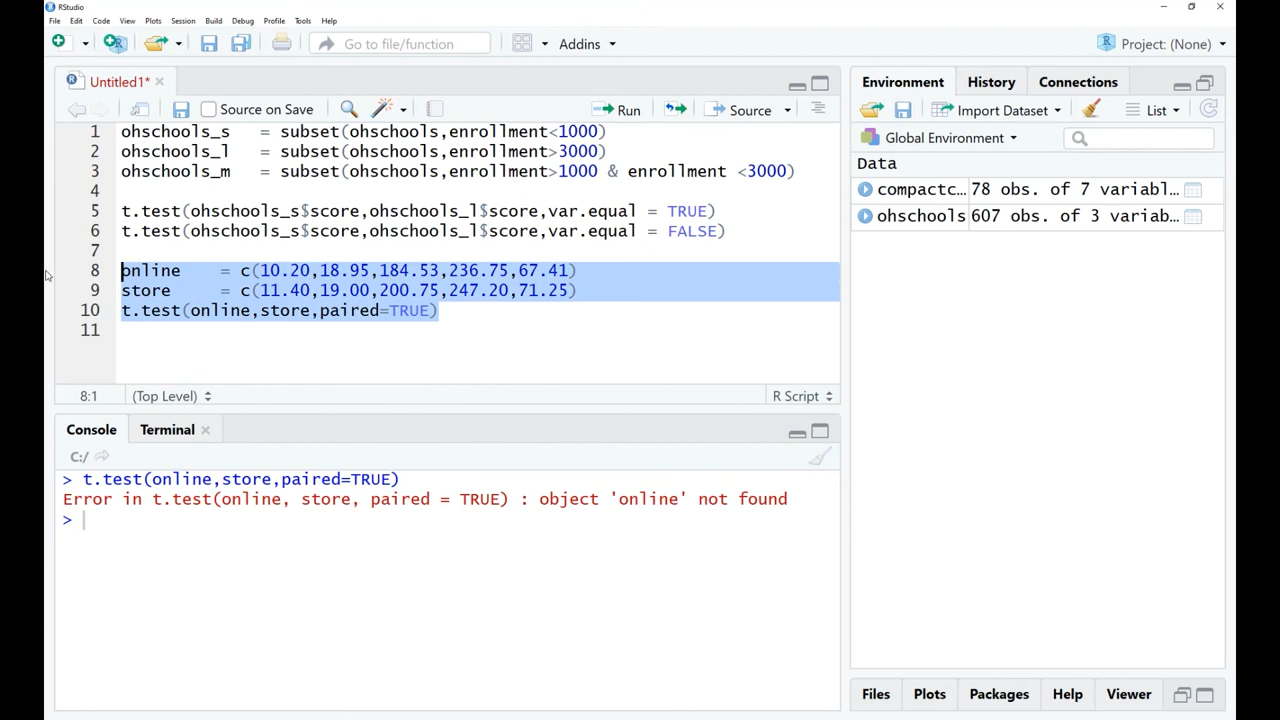 RStudio
File Edit Code View Plots Session Build Debug Profile Tools Help
Go to file/function Addins Project: (None)
Untitled1*
Source on Save Run Source
1 ohschools_s = subset(ohschools,enrollment<1000)
2 ohschools_l = subset(ohschools,enrollment>3000)
3 ohschools_m = subset(ohschools,enrollment>1000 & enrollment <3000)
4
5 t.test(ohschools_s$score,ohschools_l$score,var.equal = TRUE)
6 t.test(ohschools_s$score,ohschools_l$score,var.equal = FALSE)
7
8 online = c(10.20,18.95,184.53,236.75,67.41)
9 store = c(11.40,19.00,200.75,247.20,71.25)
10 t.test(online,store,paired=TRUE)
11
8:1 (Top Level) R Script
Console Terminal
C:/
> t.test(online,store,paired=TRUE)
Error in t.test(online, store, paired = TRUE) : object 'online' not found
>
Environment History Connections
Import Dataset List
Global Environment
Data
compactc... 78 obs. of 7 variabl...
ohschools 607 obs. of 3 variab...
Files Plots Packages Help Viewer